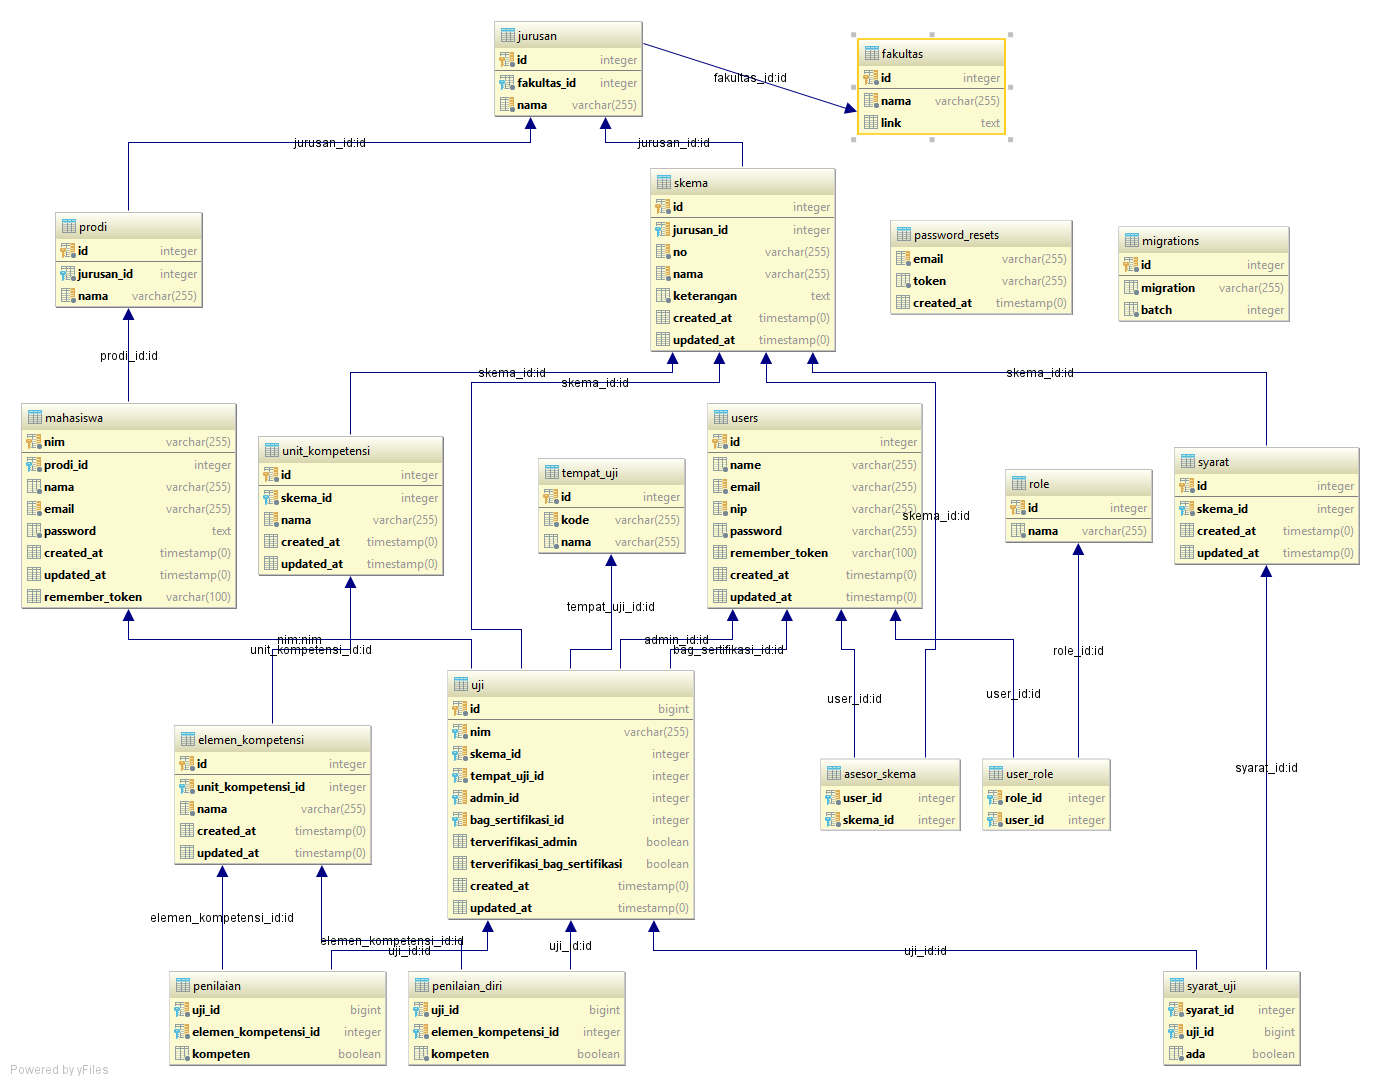 jurusan
id integer
fakultas_id integer
nama varchar(255)
fakultas_id:id
fakultas
id integer
nama varchar(255)
link text
jurusan_id:id
jurusan_id:id
prodi
id integer
jurusan_id integer
nama varchar(255)
skema
id integer
jurusan_id integer
no varchar(255)
nama varchar(255)
keterangan text
created_at timestamp(0)
updated_at timestamp(0)
password_resets
email varchar(255)
token varchar(255)
created_at timestamp(0)
migrations
id integer
migration varchar(255)
batch integer
prodi_id:id
skema_id:id
skema_id:id
skema_id:id
mahasiswa
nim varchar(255)
prodi_id integer
nama varchar(255)
email varchar(255)
password text
created_at timestamp(0)
updated_at timestamp(0)
remember_token varchar(100)
unit_kompetensi
id integer
skema_id integer
nama varchar(255)
created_at timestamp(0)
updated_at timestamp(0)
tempat_uji
id integer
kode varchar(255)
nama varchar(255)
users
id integer
name varchar(255)
email varchar(255)
nip varchar(255)
password varchar(255)
remember_token varchar(100)
created_at timestamp(0)
updated_at timestamp(0)
skema_id:id
role
id integer
nama varchar(255)
syarat
id integer
skema_id integer
created_at timestamp(0)
updated_at timestamp(0)
tempat_uji_id:id
nim:nim
unit_kompetensi_id:id
admin_id:id
bag_sertifikasi_id:id
role_id:id
user_id:id
user_id:id
uji
id bigint
nim varchar(255)
skema_id integer
tempat_uji_id integer
admin_id integer
bag_sertifikasi_id integer
terverifikasi_admin boolean
terverifikasi_bag_sertifikasi boolean
created_at timestamp(0)
updated_at timestamp(0)
elemen_kompetensi
id integer
unit_kompetensi_id integer
nama varchar(255)
created_at timestamp(0)
updated_at timestamp(0)
asesor_skema
user_id integer
skema_id integer
user_role
role_id integer
user_id integer
syarat_id:id
elemen_kompetensi_id:id
elemen_kompetensi_id:id
uji_id:id
uji_id:id
uji_id:id
penilaian
uji_id bigint
elemen_kompetensi_id integer
kompeten boolean
penilaian_diri
uji_id bigint
elemen_kompetensi_id integer
kompeten boolean
syarat_uji
syarat_id integer
uji_id bigint
ada boolean
Powered by yFiles